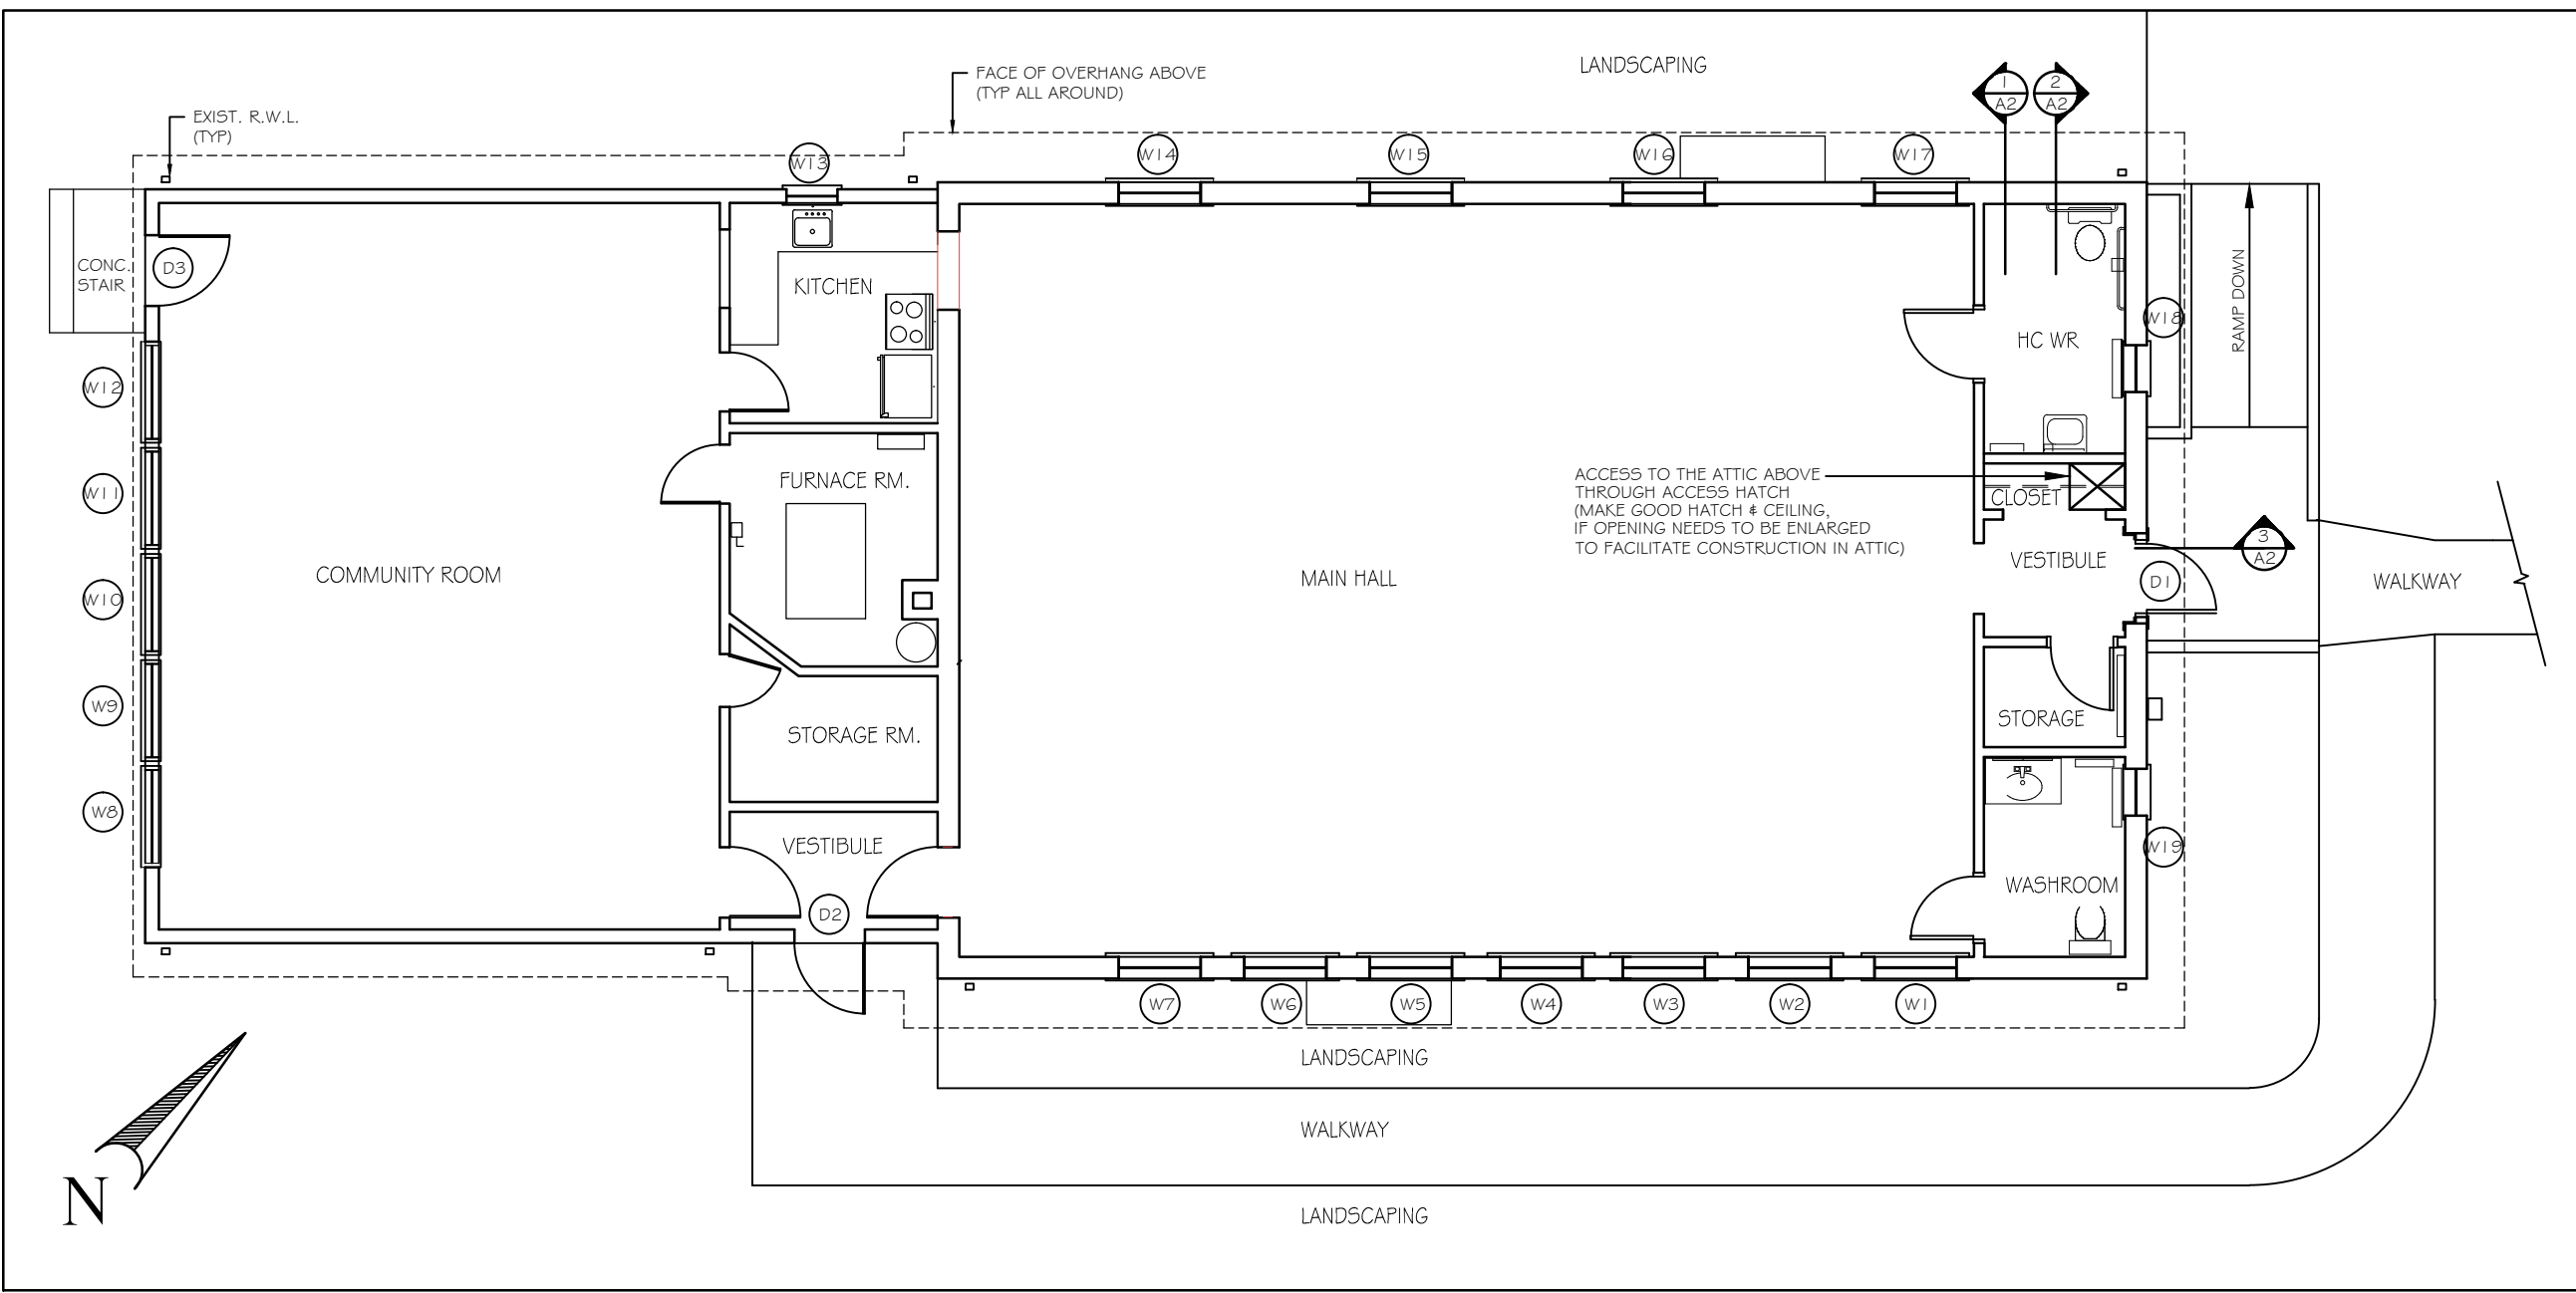 LANDSCAPING
FACE OF OVERHANG ABOVE
(TYP ALL AROUND)
1
A2
2
A2
EXIST. R.W.L.
(TYP)
W13
W14
W15
W16
W17
CONC.
STAIR
D3
KITCHEN
HC WR
W18
RAMP DOWN
W12
W11
W10
W9
W8
FURNACE RM.
ACCESS TO THE ATTIC ABOVE
THROUGH ACCESS HATCH
(MAKE GOOD HATCH & CEILING,
IF OPENING NEEDS TO BE ENLARGED
TO FACILITATE CONSTRUCTION IN ATTIC)
CLOSET
3
A2
COMMUNITY ROOM
MAIN HALL
VESTIBULE
D1
WALKWAY
STORAGE RM.
STORAGE
VESTIBULE
W19
D2
WASHROOM
W7
W6
W5
W4
W3
W2
W1
LANDSCAPING
WALKWAY
N
LANDSCAPING